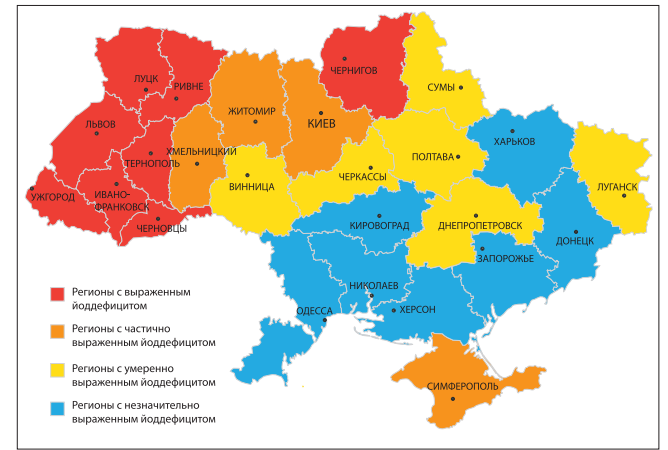 ЧЕРНИГОВ
ЛУЦК
РИВНЕ
СУМЫ
ЖИТОМИР
КИЕВ
ЛЬВОВ
ХАРЬКОВ
ХМЕЛЬНИЦКИЙ
ТЕРНОПОЛЬ
ПОЛТАВА
ЧЕРКАССЫ
ВИННИЦА
ЛУГАНСК
УЖГОРОД
ИВАНО-
ФРАНКОВСК
ЧЕРНОВЦЫ
КИРОВОГРАД
ДНЕПРОПЕТРОВСК
ДОНЕЦК
ЗАПОРОЖЬЕ
НИКОЛАЕВ
ОДЕССА
ХЕРСОН
СИМФЕРОПОЛЬ
Регионы с выраженным
йоддефицитом
Регионы с частично
выраженным йоддефицитом
Регионы с умеренно
выраженным йоддефицитом
Регионы с незначительно
выраженным йоддефицитом